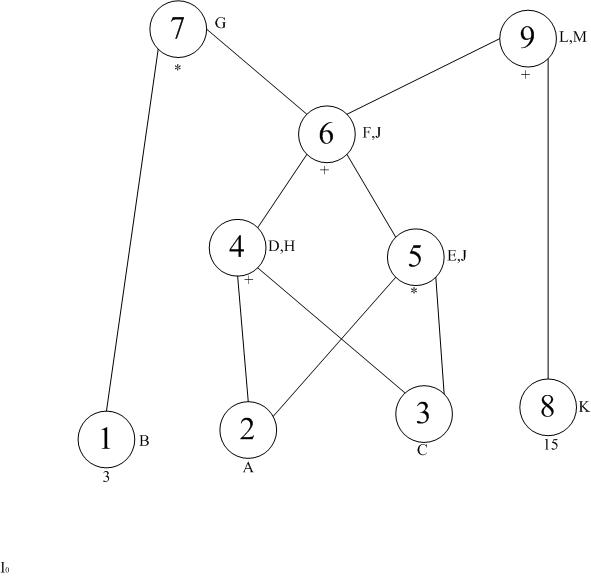 7 G
*
9 L,M
+
6 F,J
+
4 D,H
+
5 E,J
*
1 B
3
2
A
3
C
8 K
15
I₀